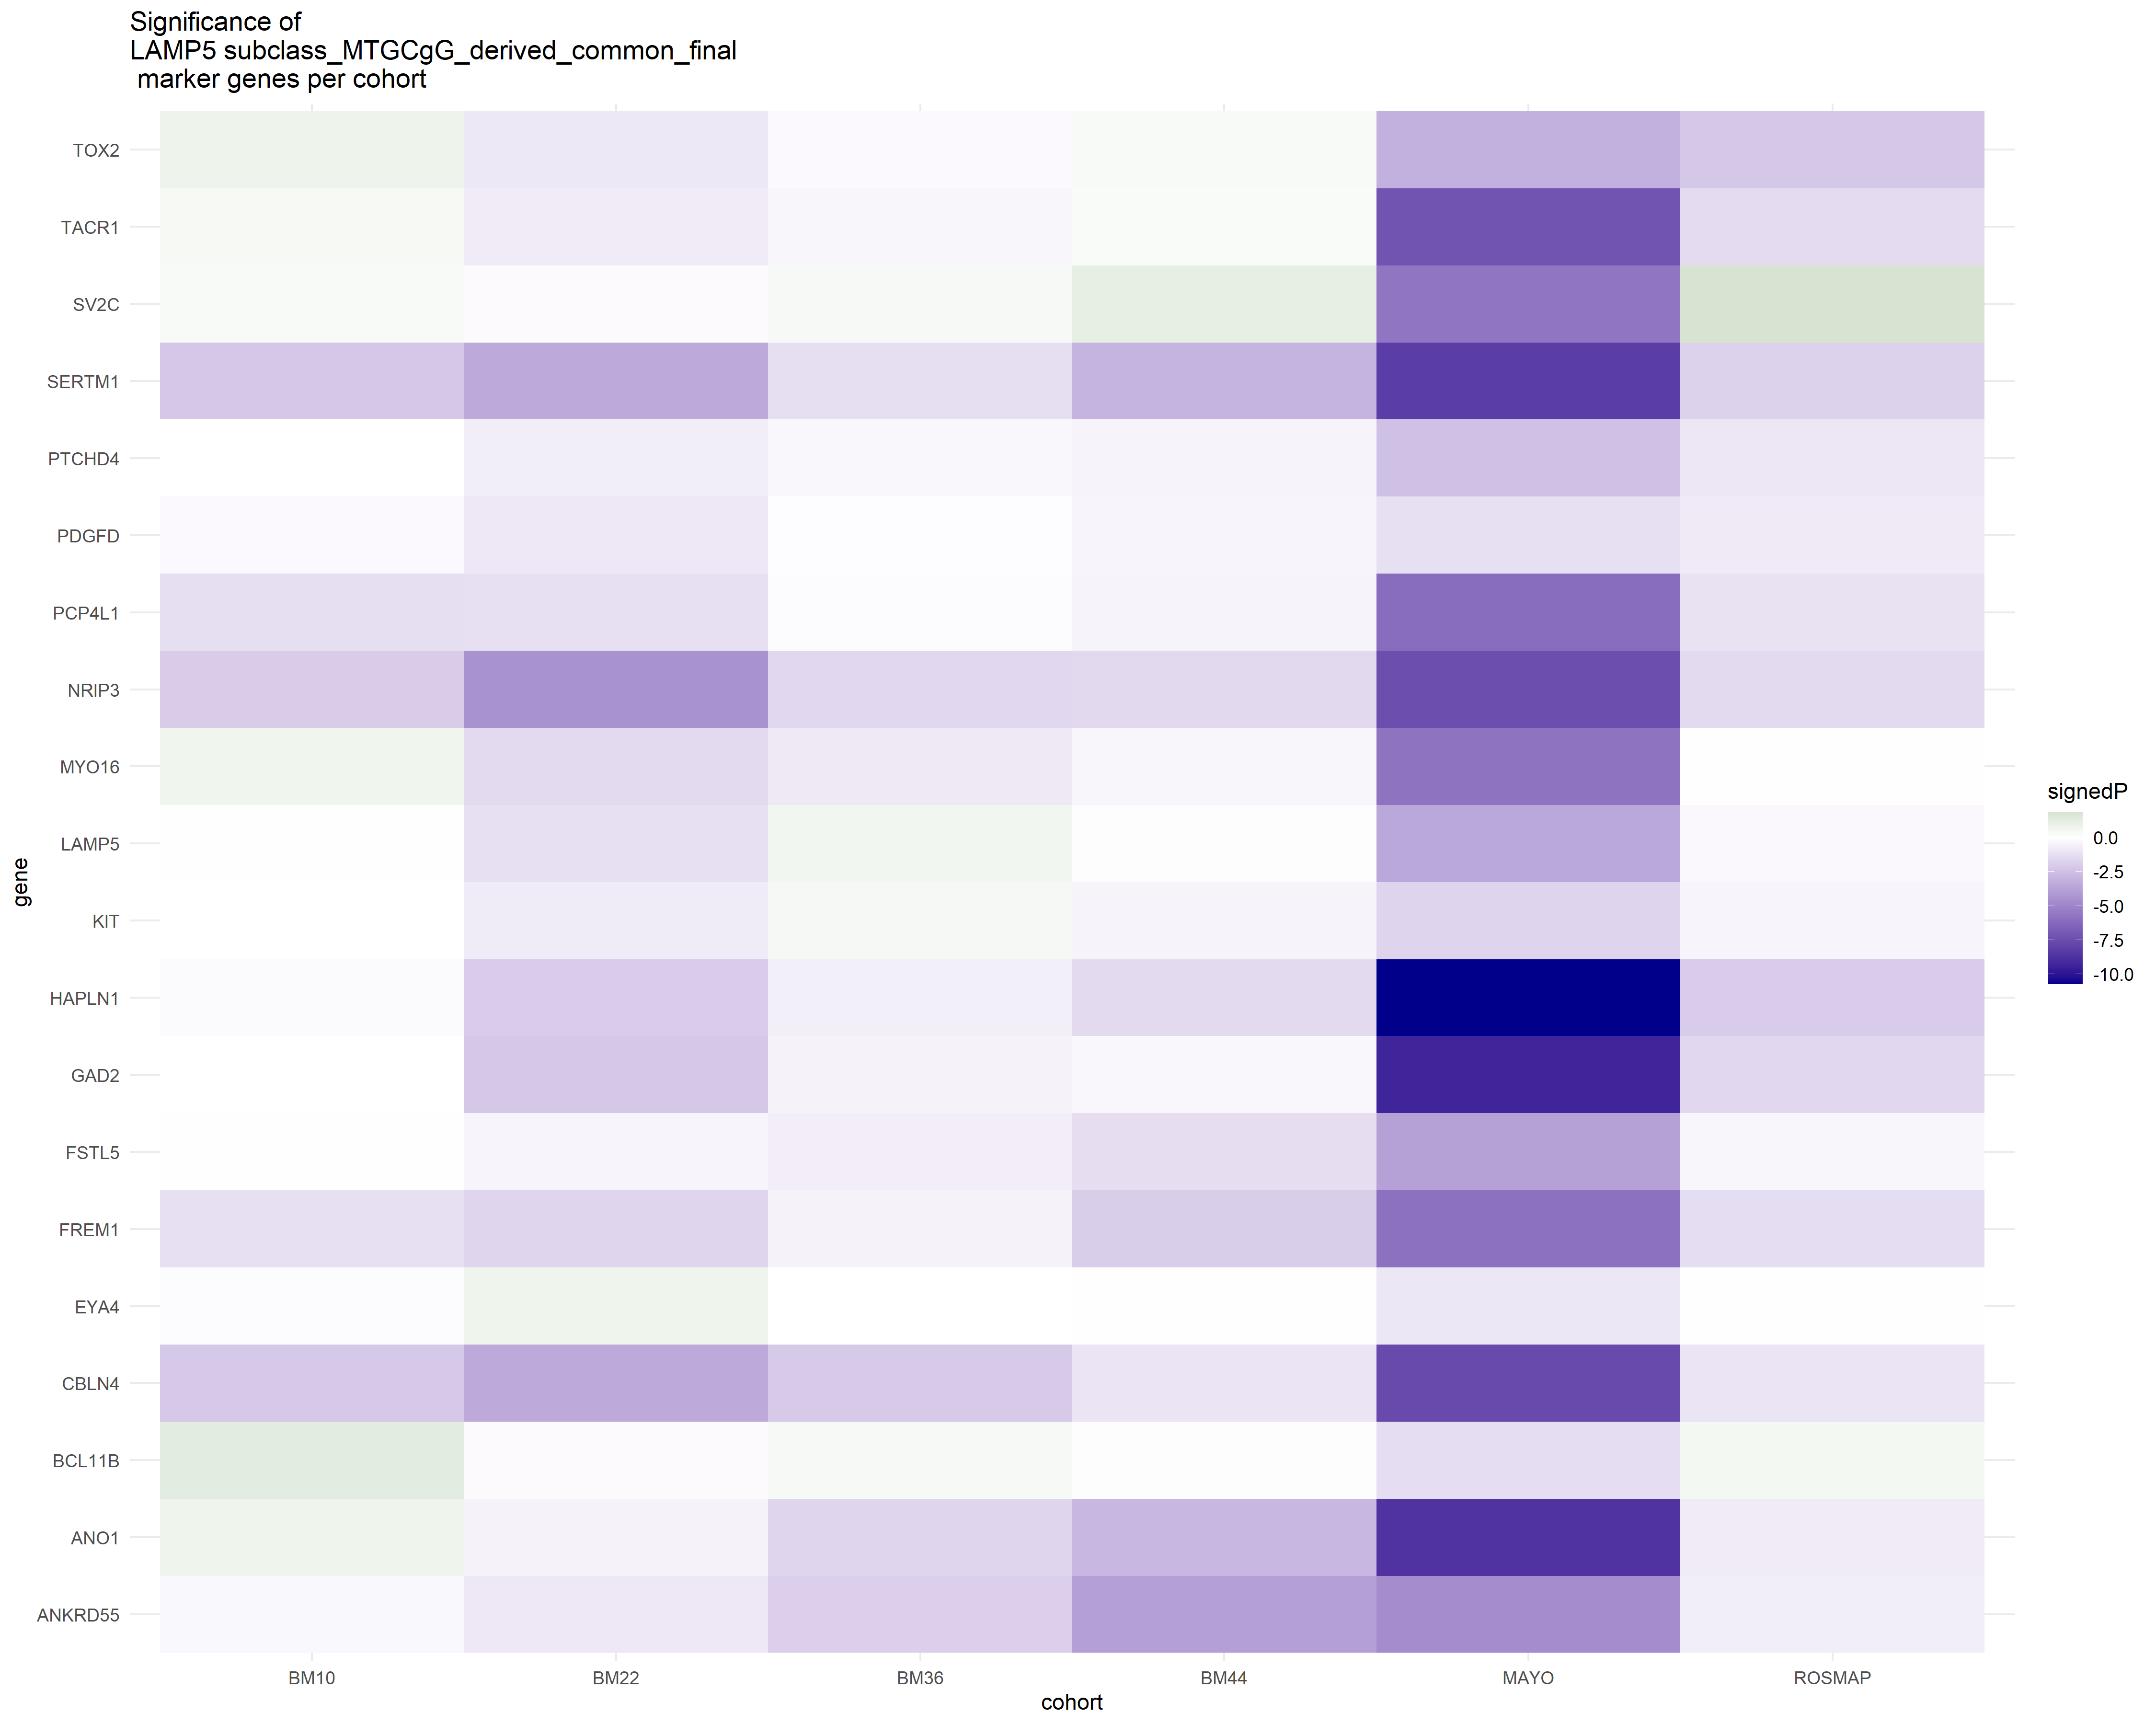 Significance of
LAMP5 subclass_MTGCgG_derived_common_final
marker genes per cohort
TOX2
TACR1
SV2C
SERTM1
PTCHD4
PDGFD
PCP4L1
NRIP3
MYO16
LAMP5
KIT
HAPLN1
GAD2
FSTL5
FREM1
EYA4
CBLN4
BCL11B
ANO1
ANKRD55
gene
BM10
BM22
BM36
BM44
MAYO
ROSMAP
cohort
signedP
0.0
-2.5
-5.0
-7.5
-10.0